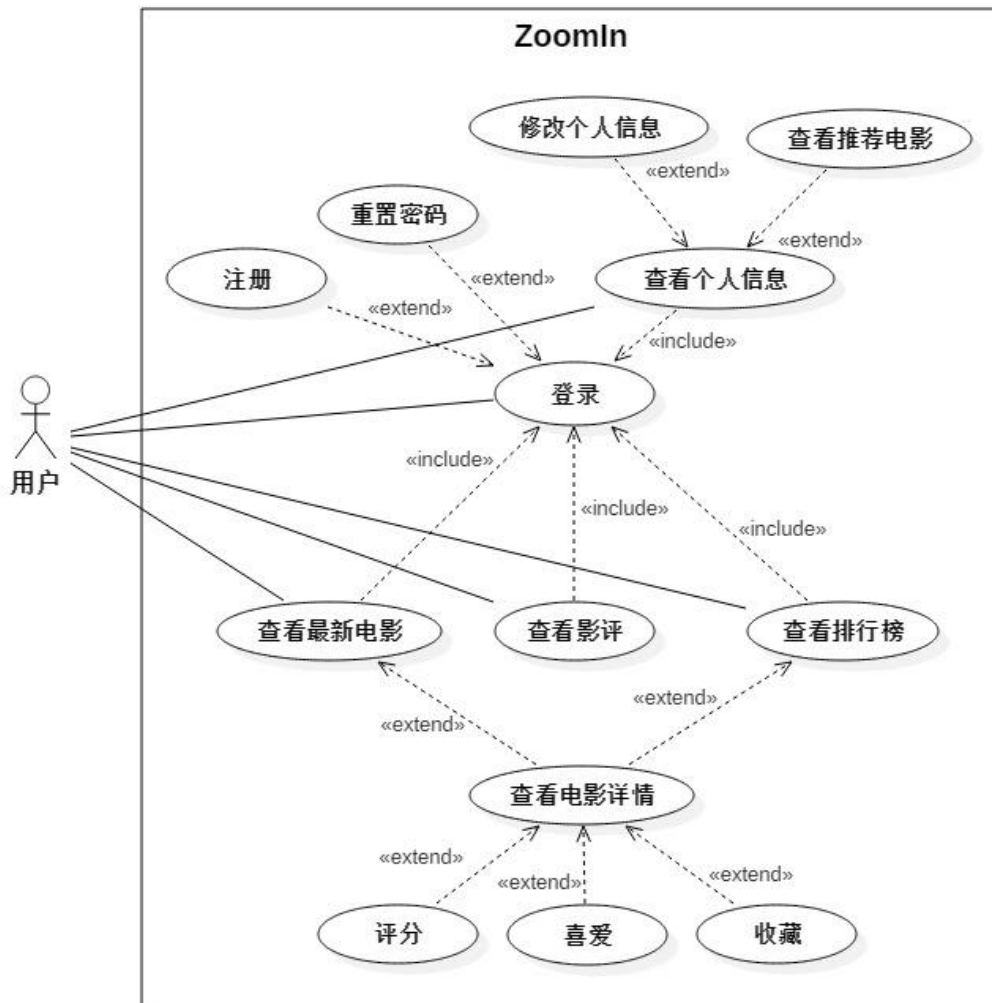 ZoomIn
修改个人信息
查看推荐电影
«extend»
重置密码
«extend»
注册
«extend»
查看个人信息
«extend»
«include»
登录
用户
«include»
«include»
«include»
查看最新电影
查看影评
查看排行榜
«extend»
«extend»
查看电影详情
«extend»
«extend»
«extend»
评分
喜爱
收藏